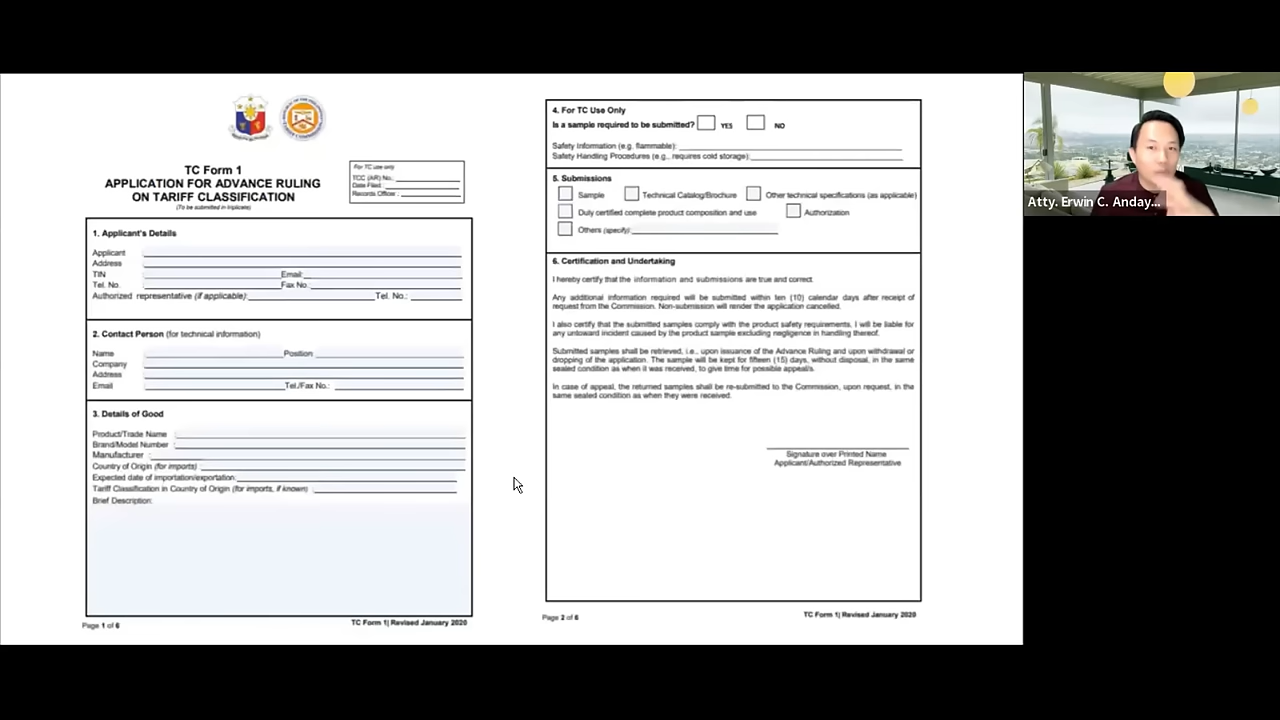 TC Form 1
APPLICATION FOR ADVANCE RULING
ON TARIFF CLASSIFICATION
(To be submitted in triplicate)
For TC use only
TCC (AR) No.:
Date Filed:
Records Officer :
1. Applicant's Details
Applicant :
Address :
TIN : Email:
Tel. No. : Fax No.:
Authorized representative (if applicable): Tel. No.:
2. Contact Person (for technical information)
Name : Position :
Company :
Address :
Email : Tel./Fax No.:
3. Details of Good
Product/Trade Name :
Brand/Model Number :
Manufacturer :
Country of Origin (for imports) :
Expected date of importation/exportation:
Tariff Classification in Country of Origin (for imports, if known) :
Brief Description:
Page 1 of 6
TC Form 1| Revised January 2020
4. For TC Use Only
Is a sample required to be submitted? YES NO
Safety Information (e.g. flammable):
Safety Handling Procedures (e.g., requires cold storage):
5. Submissions
Sample Technical Catalog/Brochure Other technical specifications (as applicable)
Duly certified complete product composition and use Authorization
Others (specify):
6. Certification and Undertaking
I hereby certify that the information and submissions are true and correct.
Any additional information required will be submitted within ten (10) calendar days after receipt of
request from the Commission. Non-submission will render the application cancelled.
I also certify that the submitted samples comply with the product safety requirements. I will be liable for
any untoward incident caused by the product sample excluding negligence in handling thereof.
Submitted samples shall be retrieved, i.e., upon issuance of the Advance Ruling and upon withdrawal or
dropping of the application. The sample will be kept for fifteen (15) days, without disposal, in the same
sealed condition as when it was received, to give time for possible appeal/s.
In case of appeal, the returned samples shall be re-submitted to the Commission, upon request, in the
same sealed condition as when they were received.
Signature over Printed Name
Applicant/Authorized Representative
Page 2 of 6
TC Form 1| Revised January 2020
Atty. Erwin C. Anday...